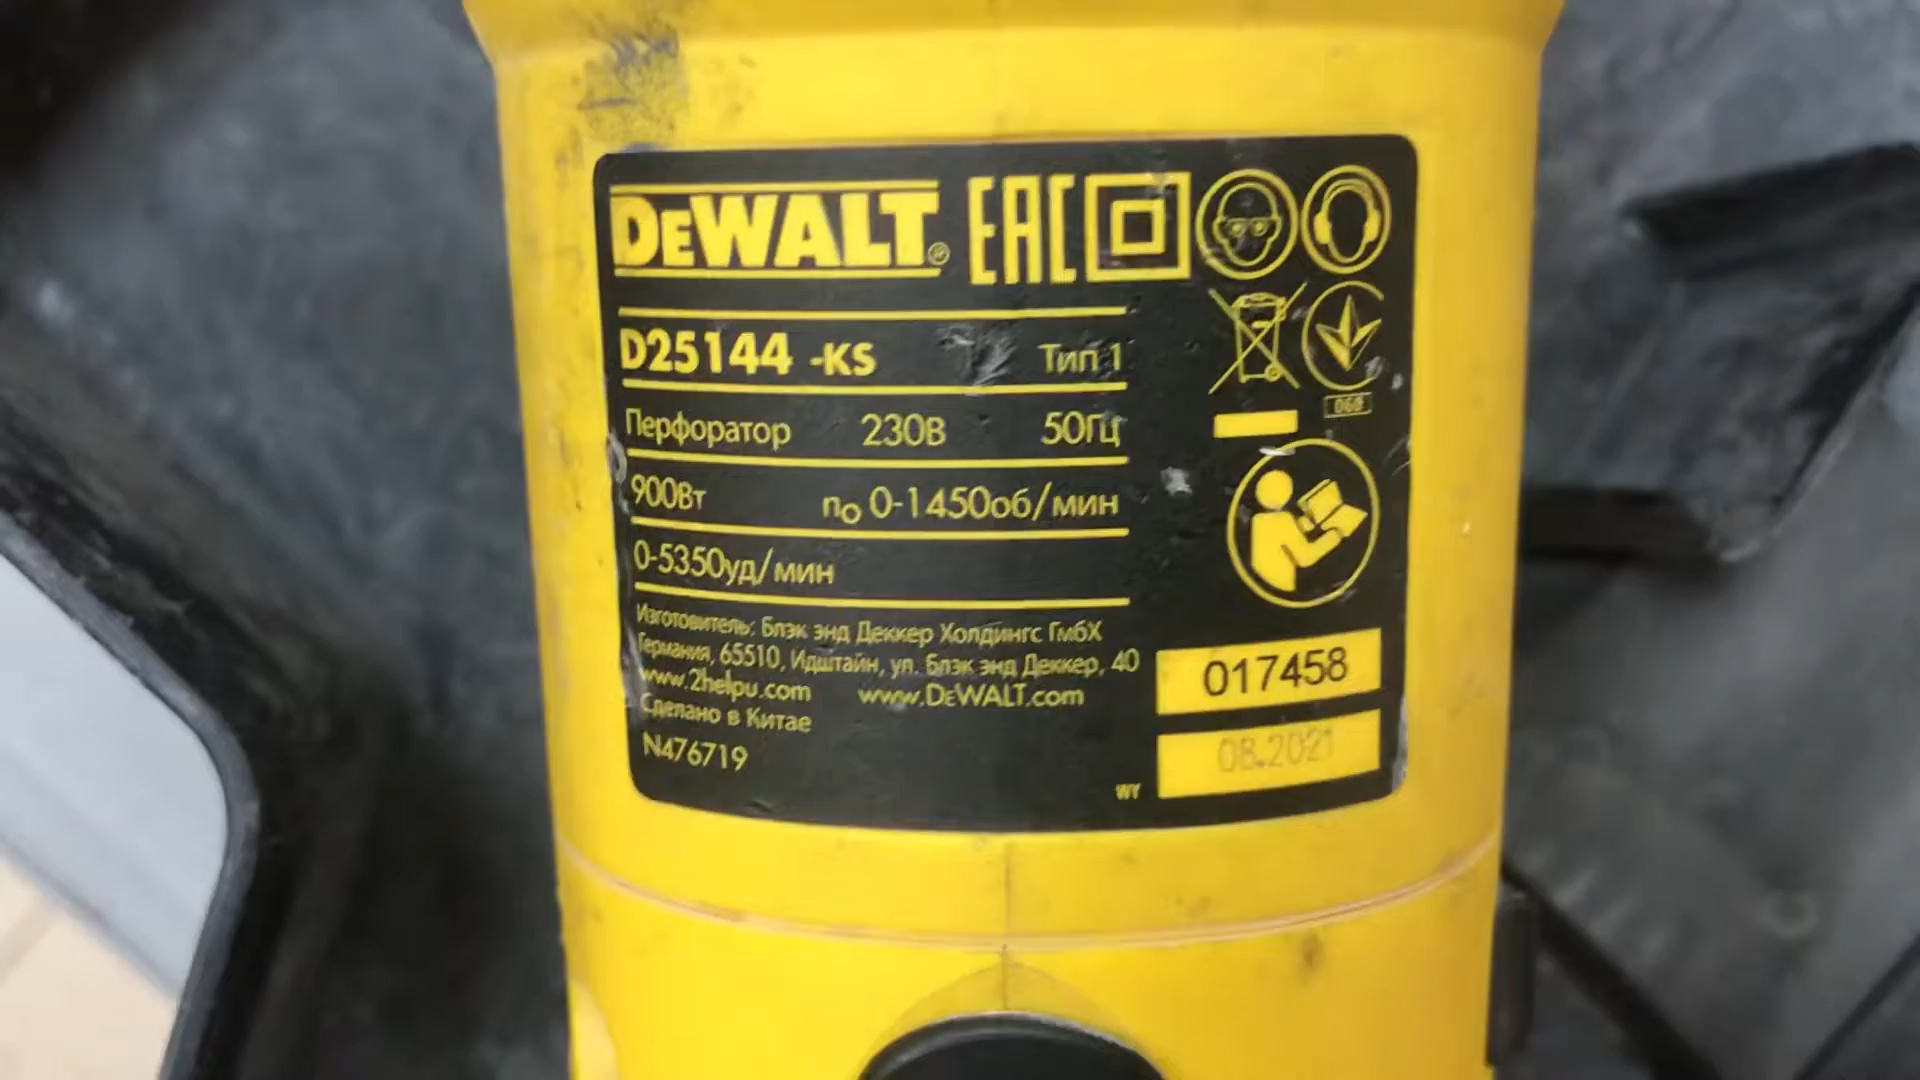 DEWALT® EAC
D25144 -KS Тип 1
Перфоратор 230В 50Гц
900Вт no 0-1450об/мин
0-5350уд/мин
Изготовитель: Блэк энд Деккер Холдингс ГмбХ
Германия, 65510, Идштайн, ул. Блэк энд Деккер, 40
www.2helpu.com www.DEWALT.com
Сделано в Китае
N476719
017458
08.2021
WY